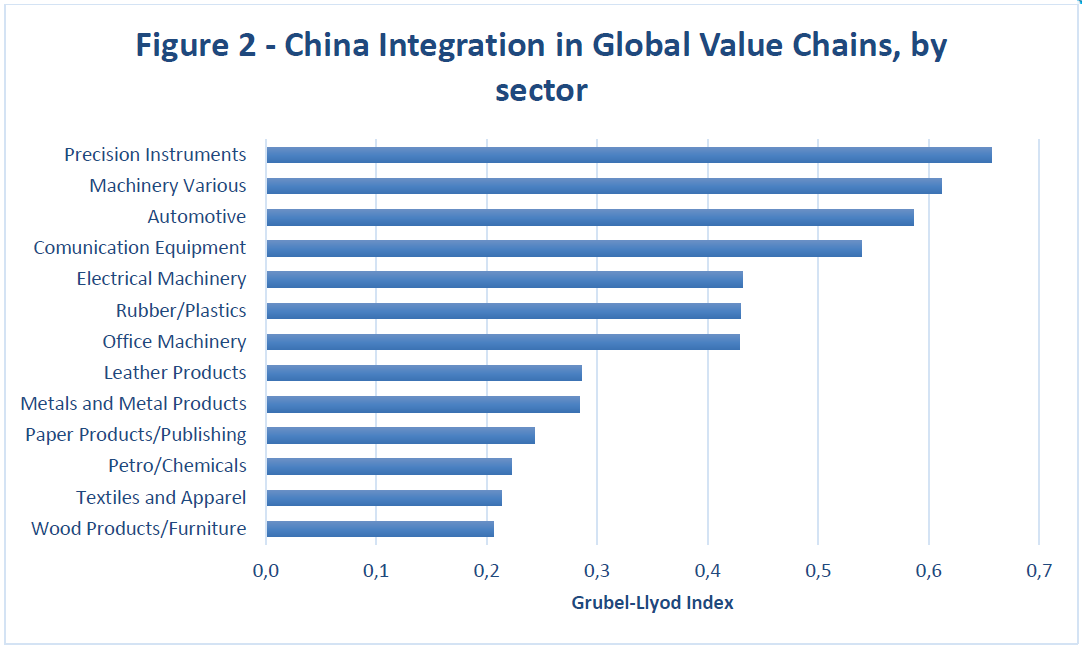 Figure 2 - China Integration in Global Value Chains, by
sector
Precision Instruments
Machinery Various
Automotive
Comunication Equipment
Electrical Machinery
Rubber/Plastics
Office Machinery
Leather Products
Metals and Metal Products
Paper Products/Publishing
Petro/Chemicals
Textiles and Apparel
Wood Products/Furniture
0,0 0,1 0,2 0,3 0,4 0,5 0,6 0,7
Grubel-Llyod Index